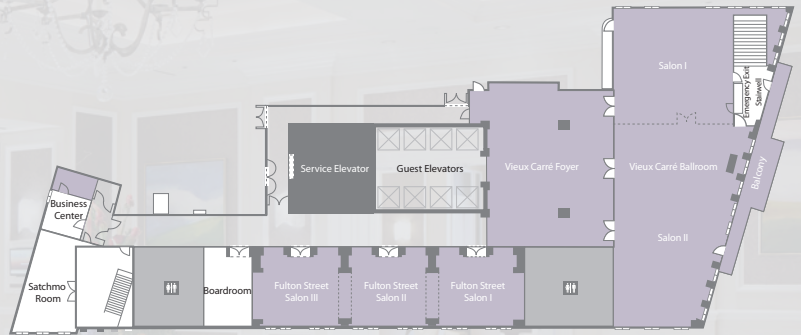 Salon I
Emergency Exit
Stairwell
Service Elevator
Guest Elevators
Vieux Carré Foyer
Vieux Carré Ballroom
Balcony
Business
Center
Salon II
Satchmo
Room
Boardroom
Fulton Street
Salon III
Fulton Street
Salon II
Fulton Street
Salon I